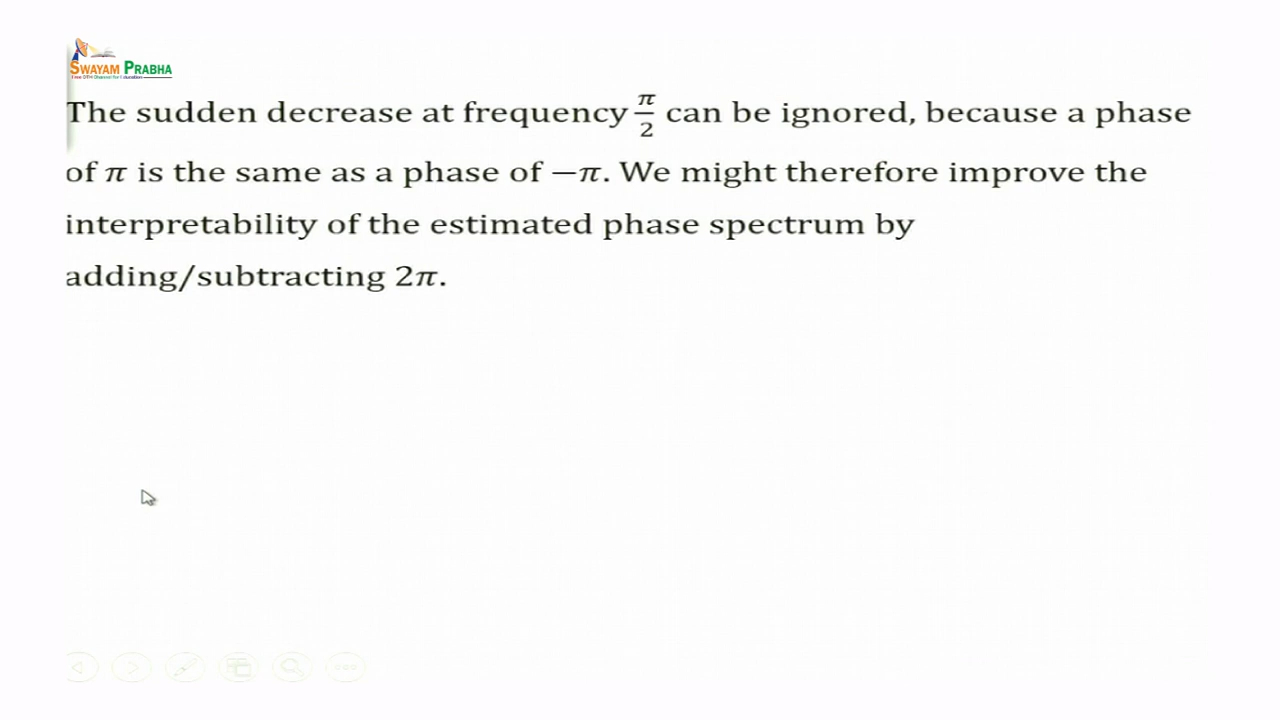 SWAYAM PRABHA
The sudden decrease at frequency π/2 can be ignored, because a phase
of π is the same as a phase of −π. We might therefore improve the
interpretability of the estimated phase spectrum by
adding/subtracting 2π.